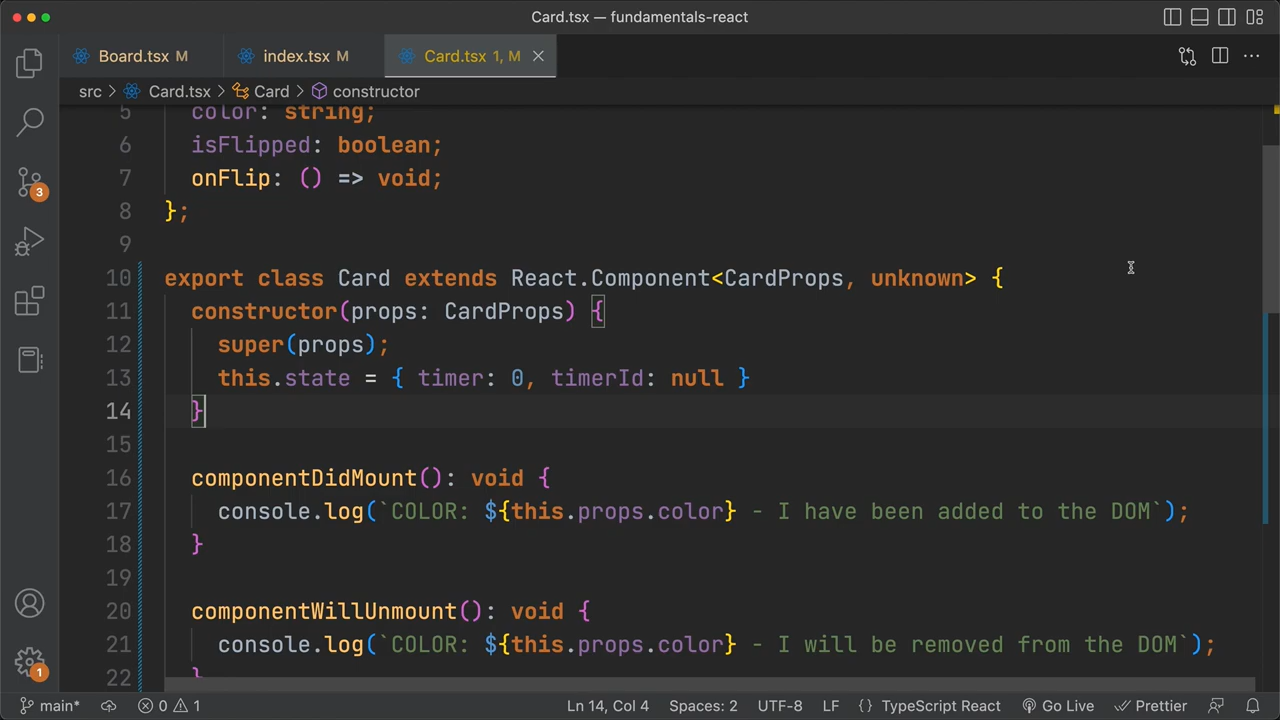 Card.tsx — fundamentals-react
Board.tsx M
index.tsx M
Card.tsx 1, M
src > Card.tsx > Card > constructor
5 color: string;
6 isFlipped: boolean;
7 onFlip: () => void;
8 };
9
10 export class Card extends React.Component<CardProps, unknown> {
11 constructor(props: CardProps) {
12 super(props);
13 this.state = { timer: 0, timerId: null }
14 }
15
16 componentDidMount(): void {
17 console.log(`COLOR: ${this.props.color} - I have been added to the DOM`);
18 }
19
20 componentWillUnmount(): void {
21 console.log(`COLOR: ${this.props.color} - I will be removed from the DOM`);
22 }
3
1
main* 0 1 Ln 14, Col 4 Spaces: 2 UTF-8 LF {} TypeScript React Go Live Prettier